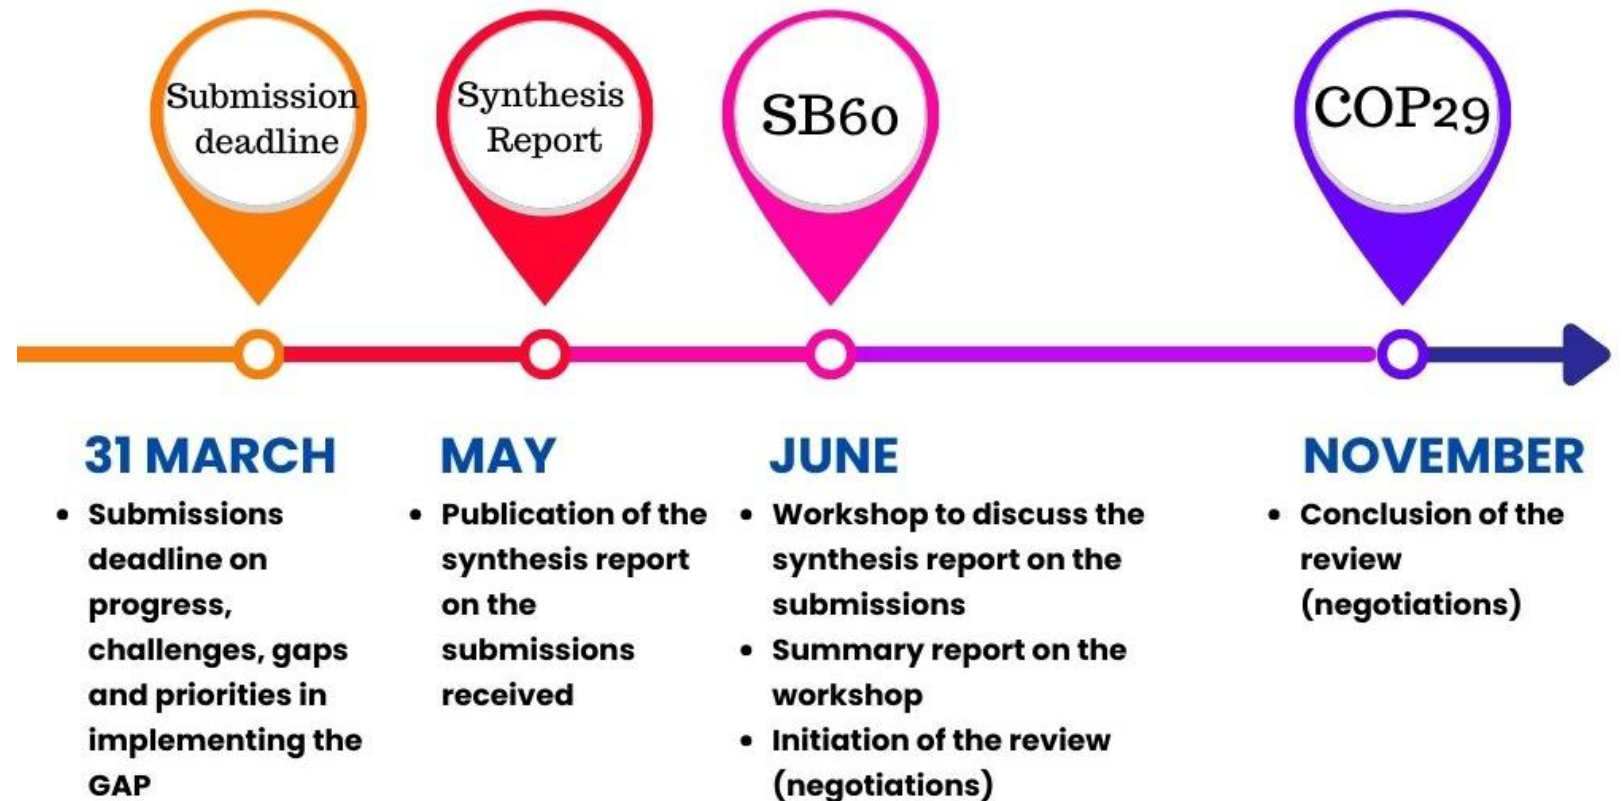 Submission
deadline
Synthesis
Report
SB60
COP29
31 MARCH
• Submissions
deadline on
progress,
challenges, gaps
and priorities in
implementing the
GAP
MAY
• Publication of the
synthesis report
on the
submissions
received
JUNE
• Workshop to discuss the
synthesis report on the
submissions
• Summary report on the
workshop
• Initiation of the review
(negotiations)
NOVEMBER
• Conclusion of the
review
(negotiations)